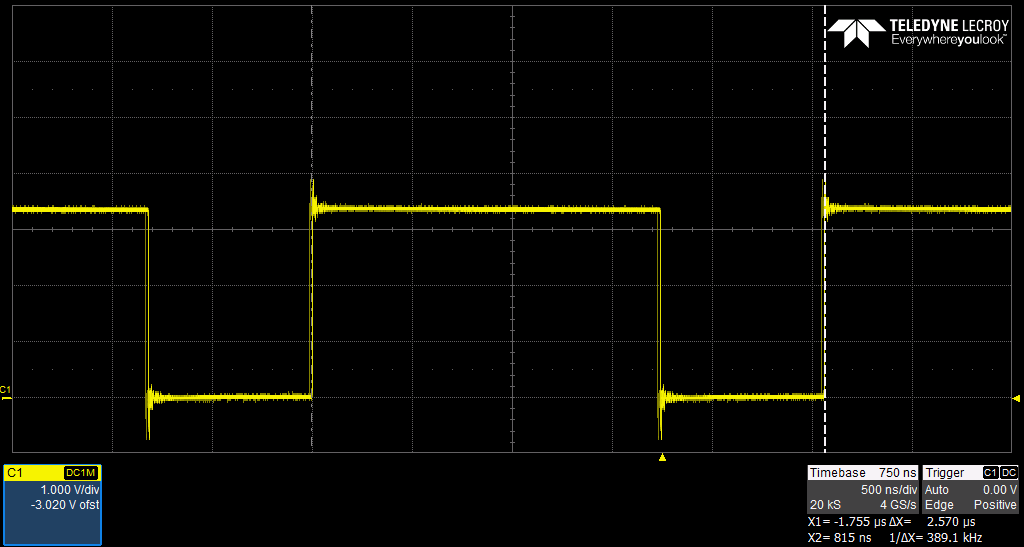 TELEDYNE LECROY
Everywhereyoulook™
C1
C1 DC1M
1.000 V/div
-3.020 V ofst
Timebase 750 ns
500 ns/div
20 kS 4 GS/s
Trigger C1 DC
Auto 0.00 V
Edge Positive
X1= -1.755 µs ΔX= 2.570 µs
X2= 815 ns 1/ΔX= 389.1 kHz